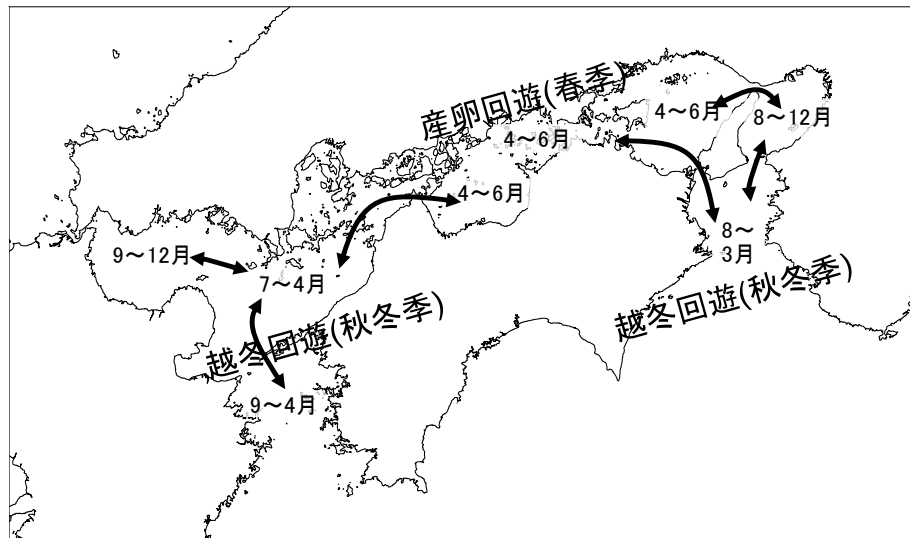 産卵回遊(春季)
4～6月
8～12月
4～6月
4～6月
8～
3月
9～12月
7～4月
越冬回遊(秋冬季)
越冬回遊(秋冬季)
9～4月